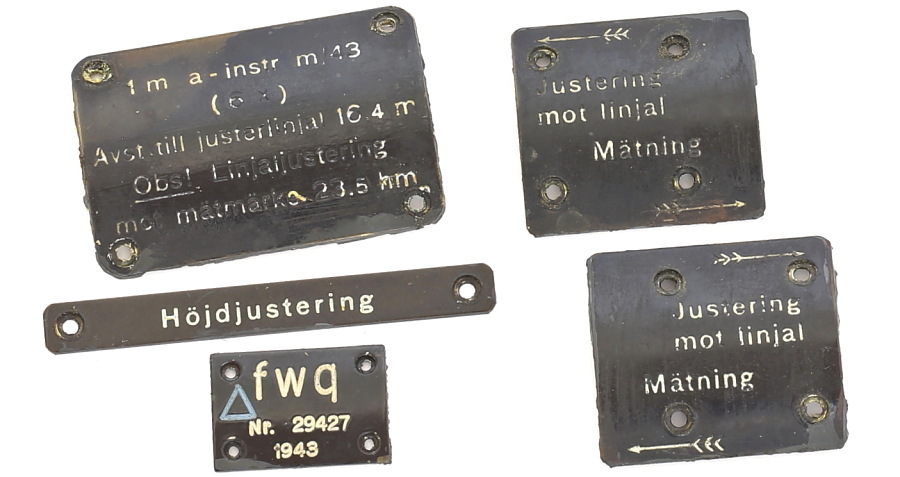 1 m a-instr m/43
(6 x)
Avst. till justerlinjal 16,4 m
Obs! Linjaljustering
mot mätmärke 23,5 hm
Höjdjustering
fwq
Nr. 29427
1943
Justering
mot linjal
Mätning
Justering
mot linjal
Mätning